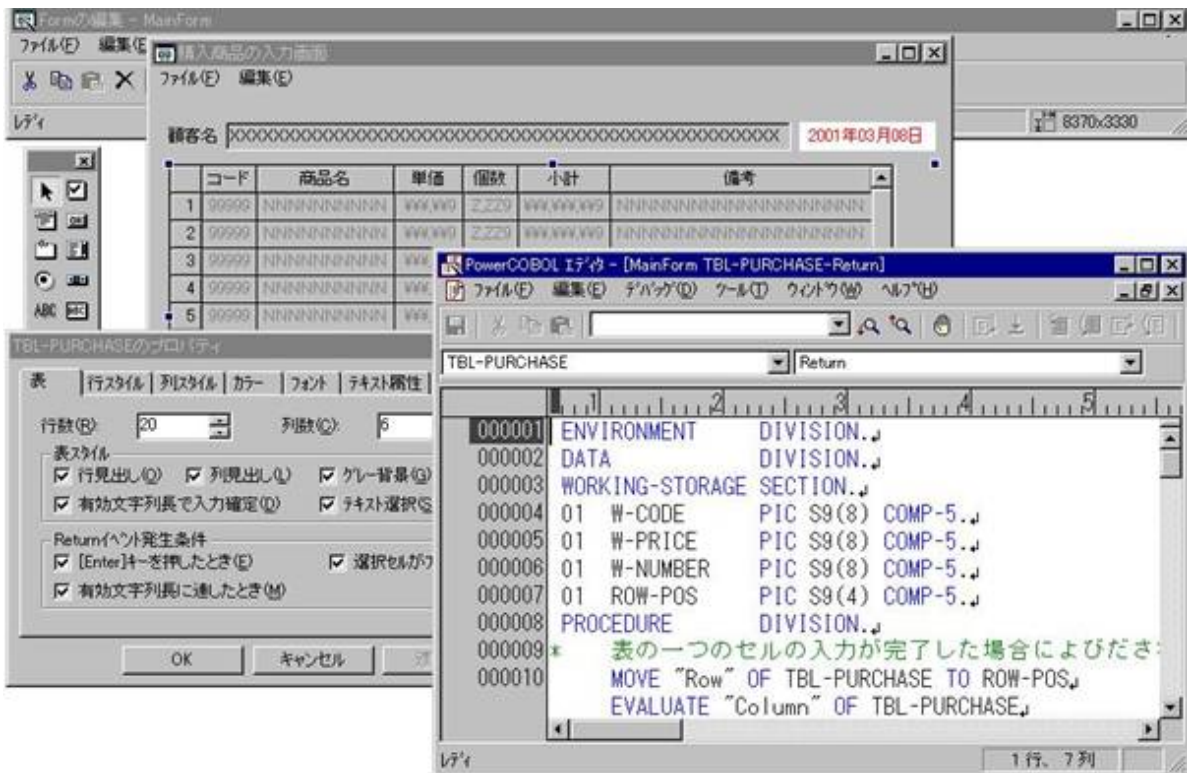 Formの編集 - MainForm
ファイル(F) 編集(E
レディ
8370x3330
購入商品の入力画面
ファイル(F) 編集(E)
顧客名 XXXXXXXXXXXXXXXXXXXXXXXXXXXXXXXXXXXXXXXXXXXXXXXXXX 2001年03月08日
コード 商品名 単価 個数 小計 備考
1 99999 NNNNNNNNNNN ¥¥¥,¥¥9 Z,ZZ9 ¥¥¥,¥¥¥,¥¥9 NNNNNNNNNNNNNNNNNNNN
2 99999 NNNNNNNNNNN ¥¥¥,¥¥9 Z,ZZ9 ¥¥¥,¥¥¥,¥¥9 NNNNNNNNNNNNNNNNNNNN
3 99999 NNNNNNNNNNN ¥¥¥
4 99999 NNNNNNNNNNN ¥¥¥
5 99999 NNNNNNNNNNN ¥¥¥
ABC
TBL-PURCHASEのプロパティ
表 行スタイル 列スタイル カラー フォント テキスト属性
行数(R): 20 列数(C): 6
表スタイル
行見出し(O) 列見出し(L) グレー背景(G)
有効文字列長で入力確定(D) テキスト選択(S
Returnイベント発生条件
[Enter]キーを押したとき(E) 選択セルが
有効文字列長に達したとき(M)
OK キャンセル
PowerCOBOL エディタ - [MainForm TBL-PURCHASE-Return]
ファイル(F) 編集(E) デバッグ(D) ツール(T) ウィンドウ(W) ヘルプ(H)
TBL-PURCHASE Return
1 2 3 4 5
000001 ENVIRONMENT DIVISION.
000002 DATA DIVISION.
000003 WORKING-STORAGE SECTION.
000004 01 W-CODE PIC S9(8) COMP-5.
000005 01 W-PRICE PIC S9(8) COMP-5.
000006 01 W-NUMBER PIC S9(8) COMP-5.
000007 01 ROW-POS PIC S9(4) COMP-5.
000008 PROCEDURE DIVISION.
000009* 表の一つのセルの入力が完了した場合によびださ
000010 MOVE "Row" OF TBL-PURCHASE TO ROW-POS
EVALUATE "Column" OF TBL-PURCHASE
レディ
1行、7列